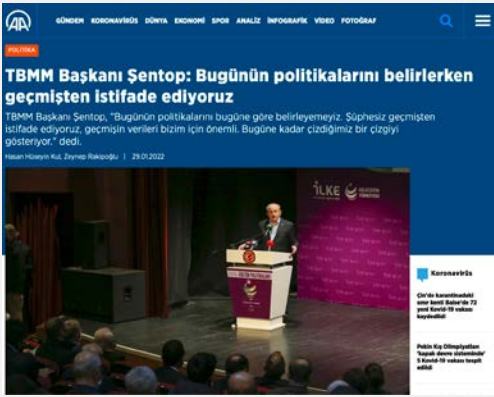 AA
GÜNDEM KORONAVİRÜS DÜNYA EKONOMİ SPOR ANALİZ İNFOGRAFİK VİDEO FOTOĞRAF
POLİTİKA
TBMM Başkanı Şentop: Bugünün politikalarını belirlerken
geçmişten istifade ediyoruz
TBMM Başkanı Şentop, "Bugünün politikalarını bugüne göre belirleyemeyiz. Şüphesiz geçmişten
istifade ediyoruz, geçmişin verileri bizim için önemli. Bugüne kadar çizdiğimiz bir çizgiyi
gösteriyor." dedi.
Hasan Hüseyin Kul, Zeynep Rakipoğlu | 29.01.2022
İLKE
Koronavirüs
Çin'de karantinadaki
sınır kenti Baise'de 72
yeni Kovid-19 vakası
kaydedildi
Pekin Kış Olimpiyatları
'kapalı devre sisteminde'
5 Kovid-19 vakası tespit
edildi